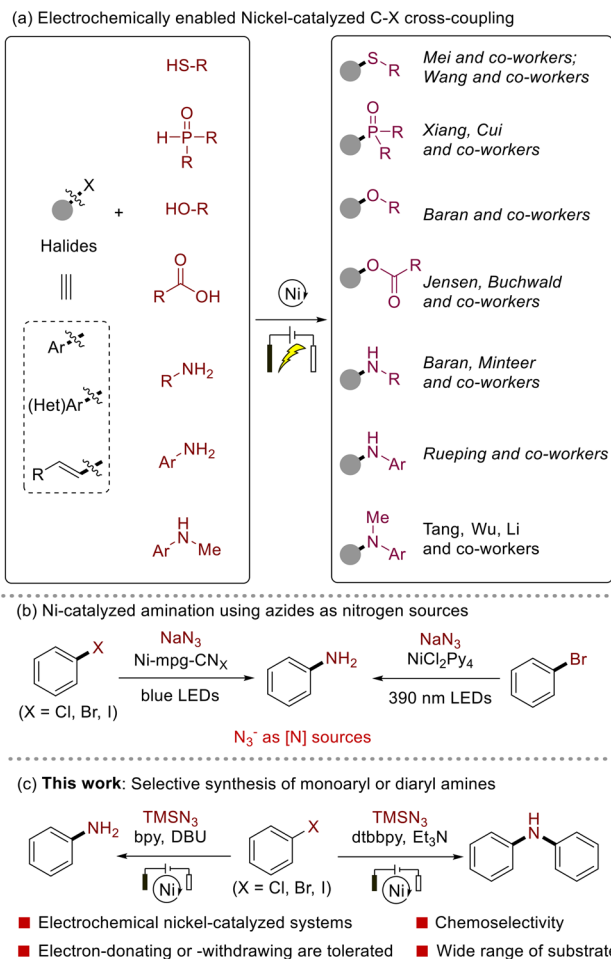 (a) Electrochemically enabled Nickel-catalyzed C-X cross-coupling
HS-R
S
R
Mei and co-workers;
Wang and co-workers
O
H-P-R
R
O
P-R
R
Xiang, Cui
and co-workers
X
+
HO-R
O
R
Baran and co-workers
Halides
O
R
OH
O
R
O
Jensen, Buchwald
and co-workers
Ni
Ar
(Het)Ar
R
R-NH2
H
N
R
Baran, Minteer
and co-workers
Ar-NH2
H
N
Ar
Rueping and co-workers
H
N
Ar
Me
Me
N
Ar
Tang, Wu, Li
and co-workers
(b) Ni-catalyzed amination using azides as nitrogen sources
X
(X = Cl, Br, I)
NaN3
Ni-mpg-CNX
blue LEDs
NH2
NaN3
NiCl2Py4
390 nm LEDs
Br
N3- as [N] sources
(c) This work: Selective synthesis of monoaryl or diaryl amines
NH2
TMSN3
bpy, DBU
Ni
X
(X = Cl, Br, I)
TMSN3
dtbbpy, Et3N
Ni
H
N
Electrochemical nickel-catalyzed systems
Chemoselectivity
Electron-donating or -withdrawing are tolerated
Wide range of substrate